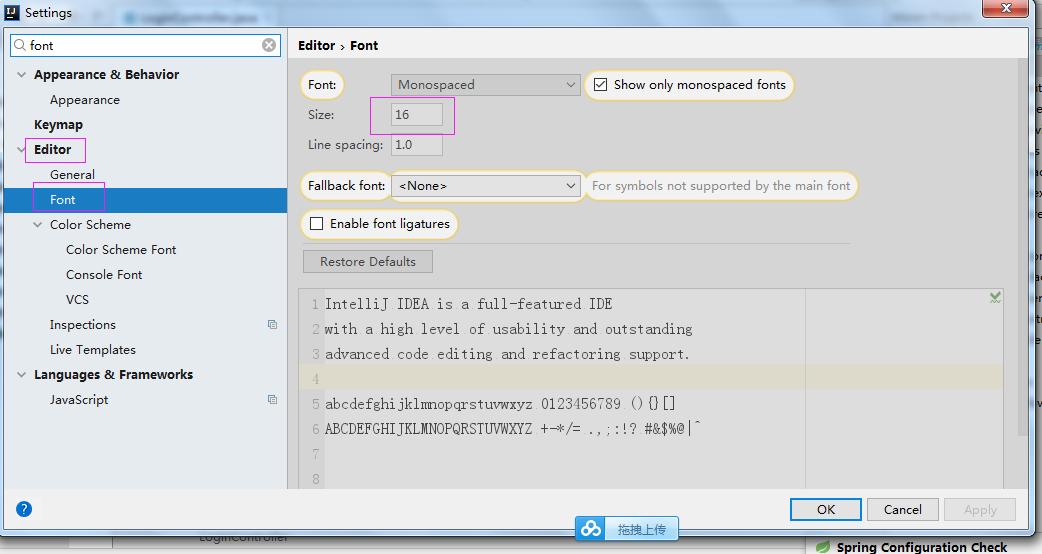 Settings
font
Appearance & Behavior
Appearance
Keymap
Editor
General
Font
Color Scheme
Color Scheme Font
Console Font
VCS
Inspections
Live Templates
Languages & Frameworks
JavaScript
Editor › Font
Font: Monospaced Show only monospaced fonts
Size: 16
Line spacing: 1.0
Fallback font: <None> For symbols not supported by the main font
Enable font ligatures
Restore Defaults
1 IntelliJ IDEA is a full-featured IDE
2 with a high level of usability and outstanding
3 advanced code editing and refactoring support.
4
5 abcdefghijklmnopqrstuvwxyz 0123456789 (){}[]
6 ABCDEFGHIJKLMNOPQRSTUVWXYZ +-*/= .,;:!? #&$%@|^
7
8
? OK Cancel Apply
拖拽上传
LoginController
Spring Configuration Check